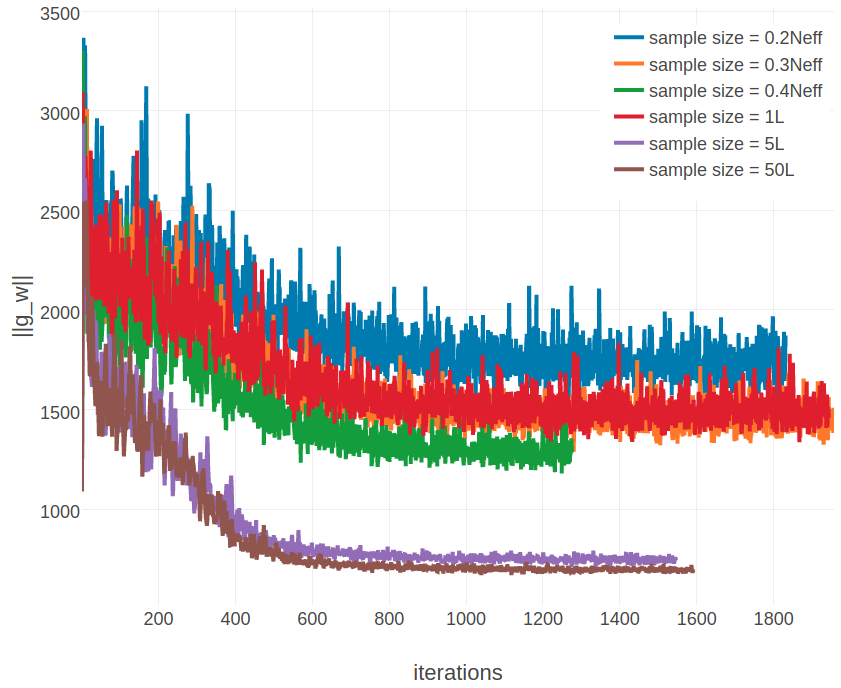 3500
3000
2500
2000
1500
1000
||g_w||
sample size = 0.2Neff
sample size = 0.3Neff
sample size = 0.4Neff
sample size = 1L
sample size = 5L
sample size = 50L
200 400 600 800 1000 1200 1400 1600 1800
iterations